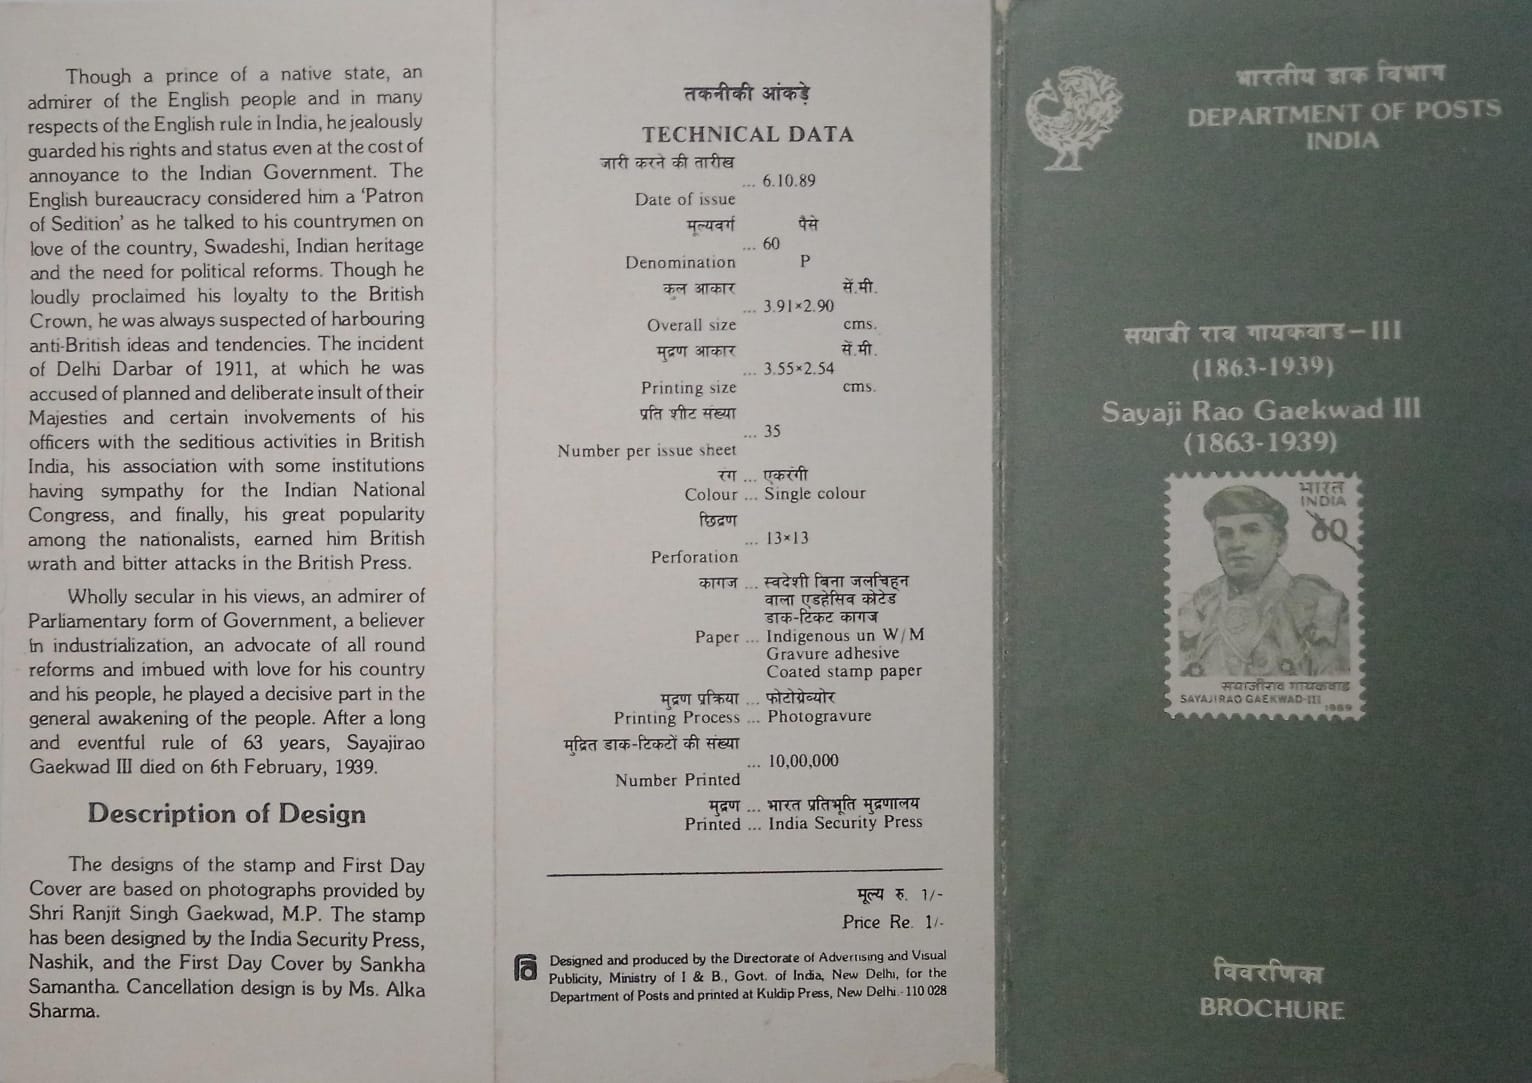 Though a prince of a native state, an
admirer of the English people and in many
respects of the English rule in India, he jealously
guarded his rights and status even at the cost of
annoyance to the Indian Government. The
English bureaucracy considered him a 'Patron
of Sedition' as he talked to his countrymen on
love of the country, Swadeshi, Indian heritage
and the need for political reforms. Though he
loudly proclaimed his loyalty to the British
Crown, he was always suspected of harbouring
anti-British ideas and tendencies. The incident
of Delhi Darbar of 1911, at which he was
accused of planned and deliberate insult of their
Majesties and certain involvements of his
officers with the seditious activities in British
India, his association with some institutions
having sympathy for the Indian National
Congress, and finally, his great popularity
among the nationalists, earned him British
wrath and bitter attacks in the British Press.
Wholly secular in his views, an admirer of
Parliamentary form of Government, a believer
in industrialization, an advocate of all round
reforms and imbued with love for his country
and his people, he played a decisive part in the
general awakening of the people. After a long
and eventful rule of 63 years, Sayajirao
Gaekwad III died on 6th February, 1939.
Description of Design
The designs of the stamp and First Day
Cover are based on photographs provided by
Shri Ranjit Singh Gaekwad, M.P. The stamp
has been designed by the India Security Press,
Nashik, and the First Day Cover by Sankha
Samantha. Cancellation design is by Ms. Alka
Sharma.
तकनीकी आंकड़े
TECHNICAL DATA
जारी करने की तारीख
... 6.10.89
Date of issue
मूल्यवर्ग पैसे
... 60
Denomination P
कुल आकार सें.मी.
... 3.91×2.90
Overall size cms.
मुद्रण आकार सें.मी.
... 3.55×2.54
Printing size cms.
प्रति शीट संख्या
... 35
Number per issue sheet
रंग ... एकरंगी
Colour ... Single colour
छिद्रण
... 13×13
Perforation
कागज ... स्वदेशी बिना जलचिह्न
वाला एडहेसिव कोटेड
डाक-टिकट कागज
Paper ... Indigenous un W/M
Gravure adhesive
Coated stamp paper
मुद्रण प्रक्रिया ... फोटोग्रेव्योर
Printing Process ... Photogravure
मुद्रित डाक-टिकटों की संख्या
... 10,00,000
Number Printed
मुद्रण ... भारत प्रतिभूति मुद्रणालय
Printed ... India Security Press
मूल्य रु. 1/-
Price Re. 1/-
Designed and produced by the Directorate of Advertising and Visual
Publicity, Ministry of I & B., Govt. of India, New Delhi, for the
Department of Posts and printed at Kuldip Press, New Delhi-110 028
भारतीय डाक विभाग
DEPARTMENT OF POSTS
INDIA
सयाजी राव गायकवाड-III
(1863-1939)
Sayaji Rao Gaekwad III
(1863-1939)
भारत
INDIA
60
सयाजीराव गायकवाड
SAYAJIRAO GAEKWAD-III
1989
विवरणिका
BROCHURE